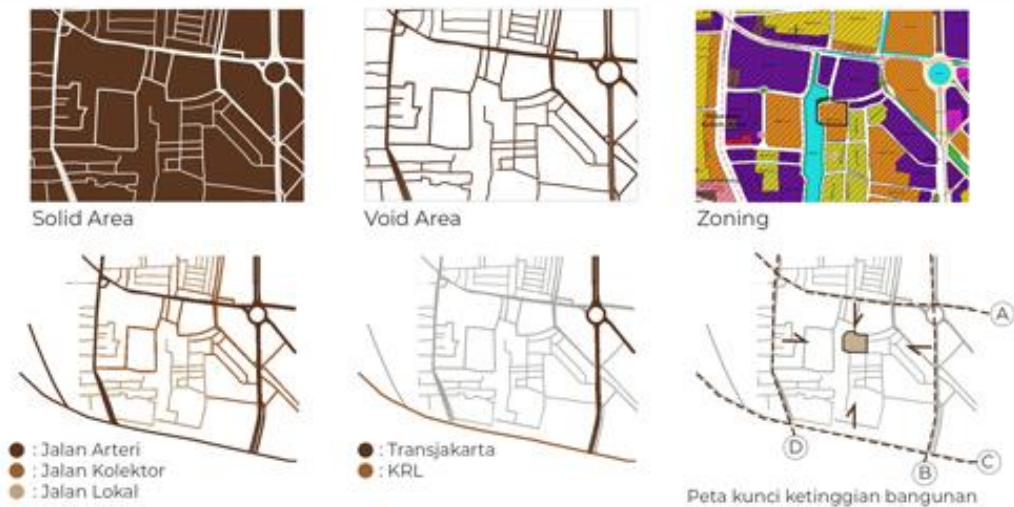 Solid Area
Void Area
Zoning
: Jalan Arteri
: Jalan Kolektor
: Jalan Lokal
: Transjakarta
: KRL
A
D
B
C
Peta kunci ketinggian bangunan